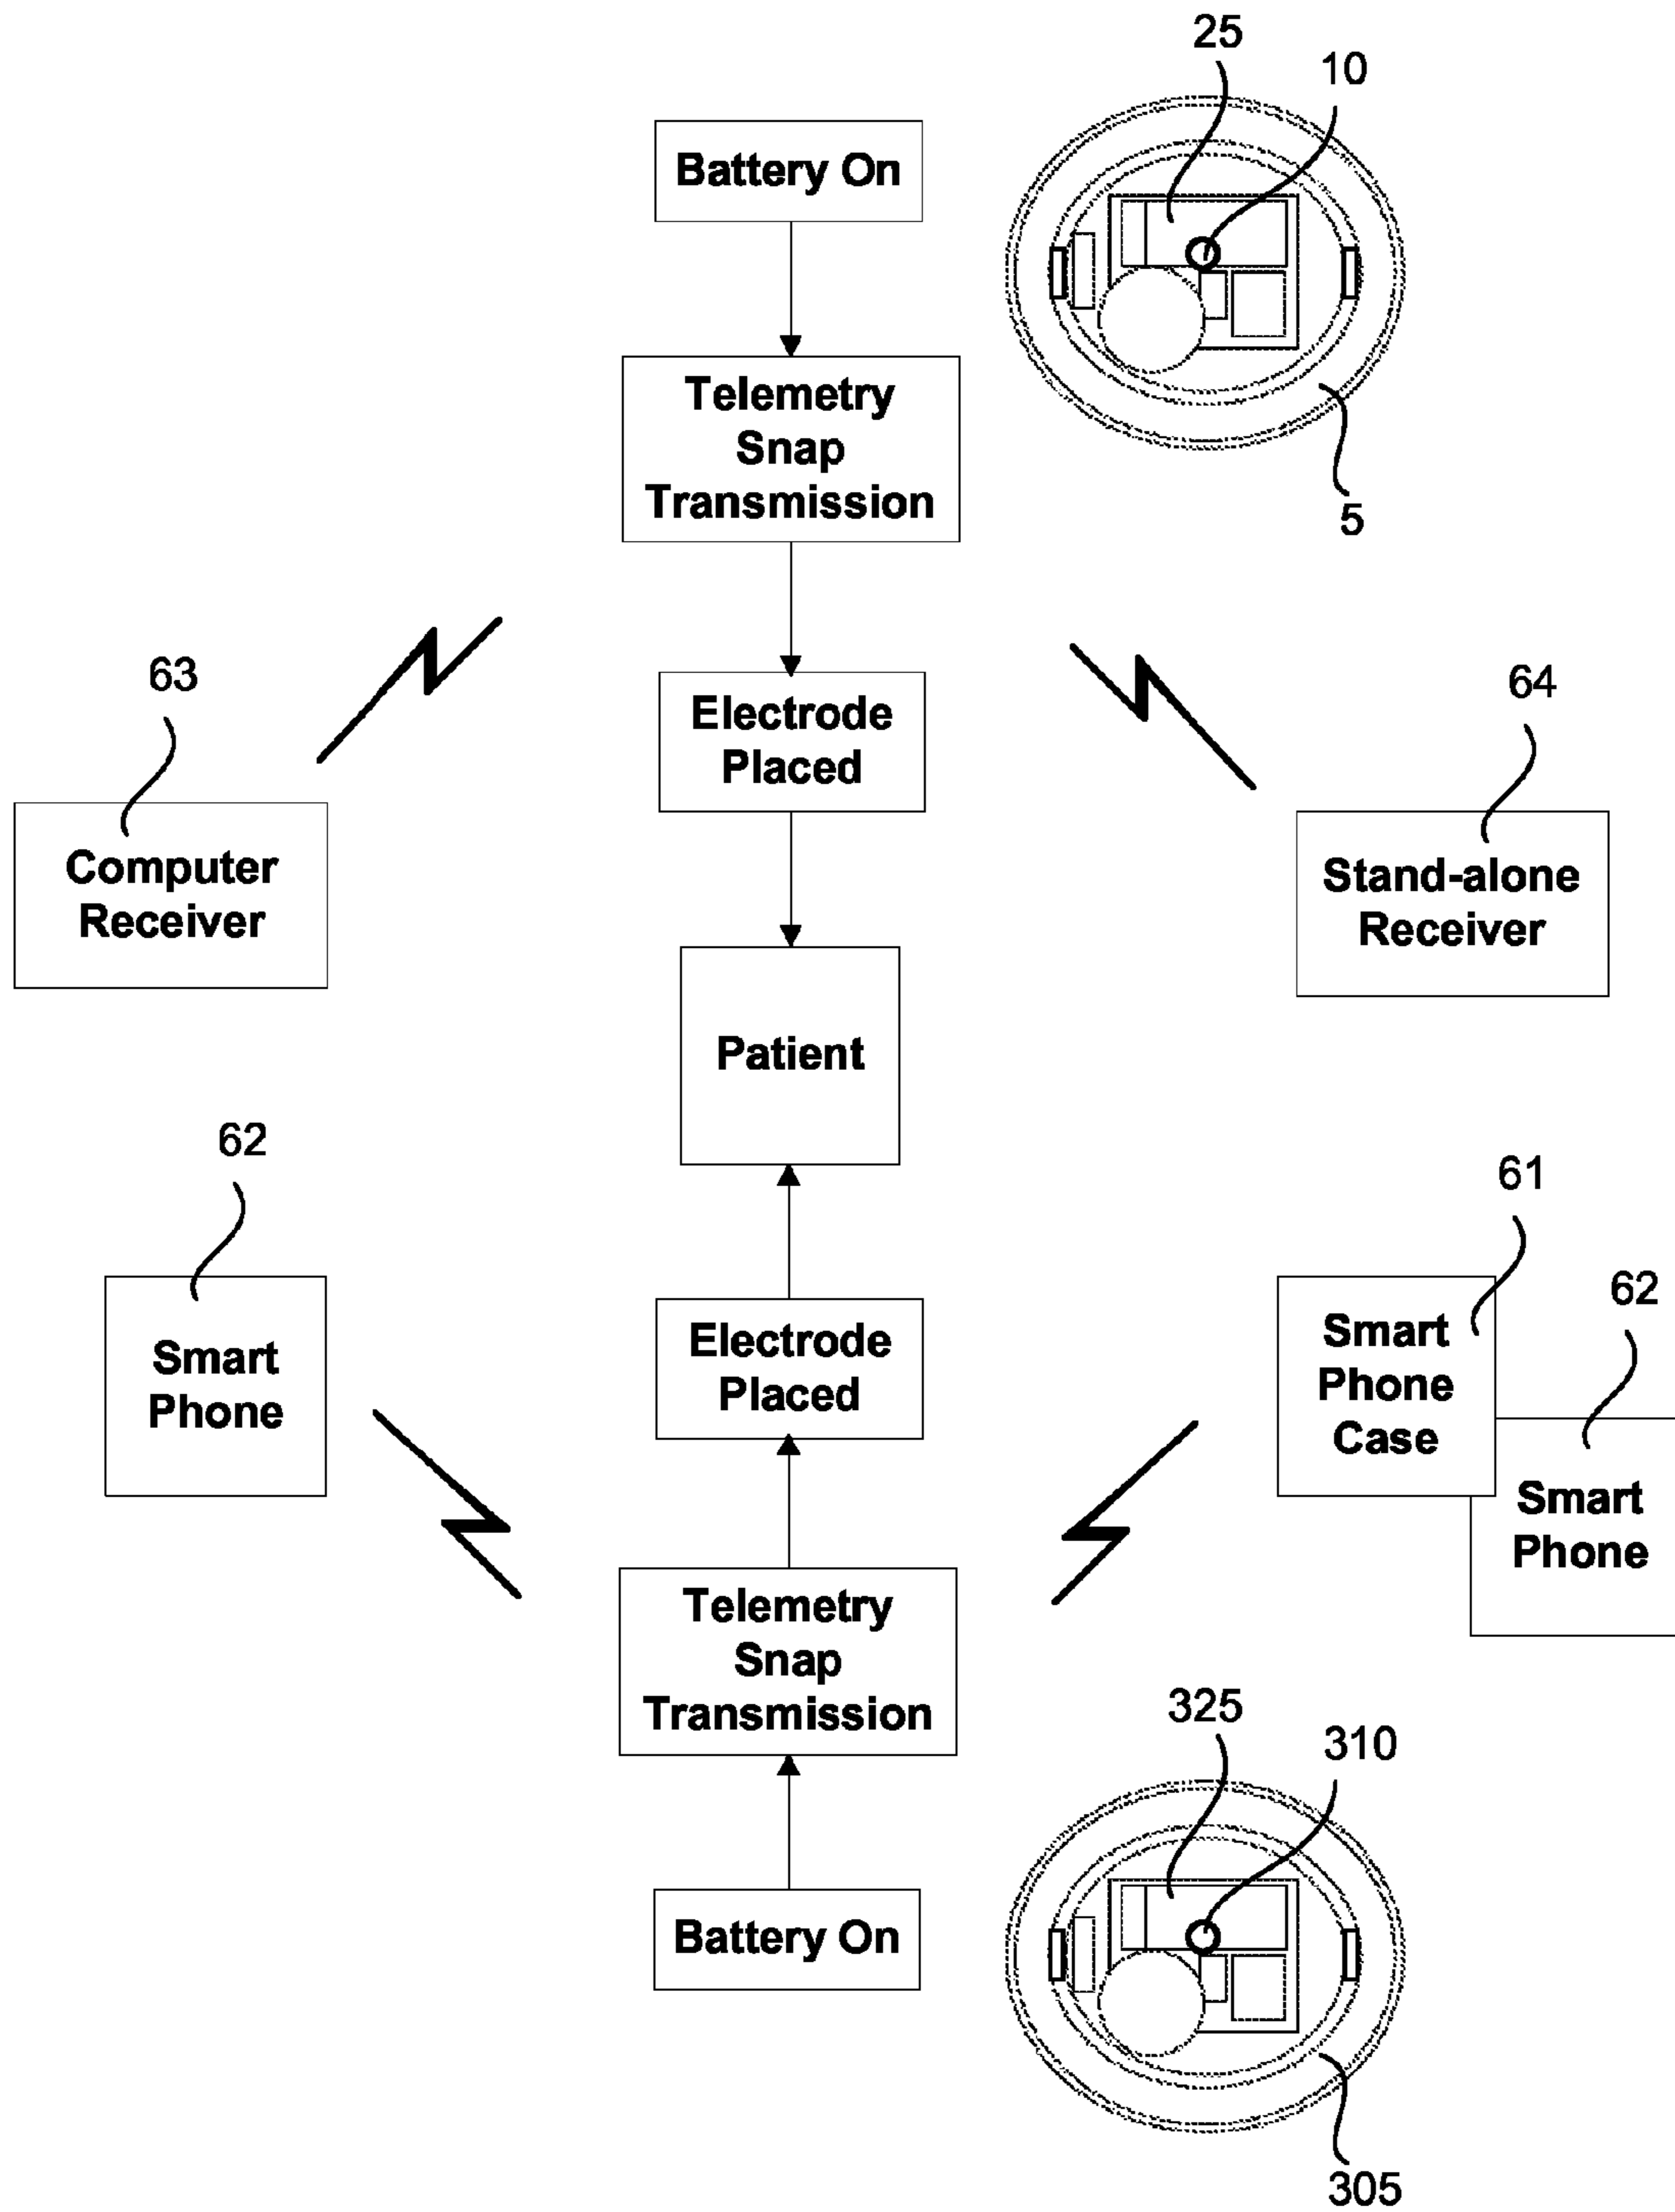 25
10
Battery On
Telemetry
Snap
Transmission
5
63
64
Electrode
Placed
Computer
Receiver
Stand-alone
Receiver
Patient
62
61
62
Smart
Phone
Electrode
Placed
Smart
Phone
Case
Smart
Phone
Telemetry
Snap
Transmission
325
310
Battery On
305